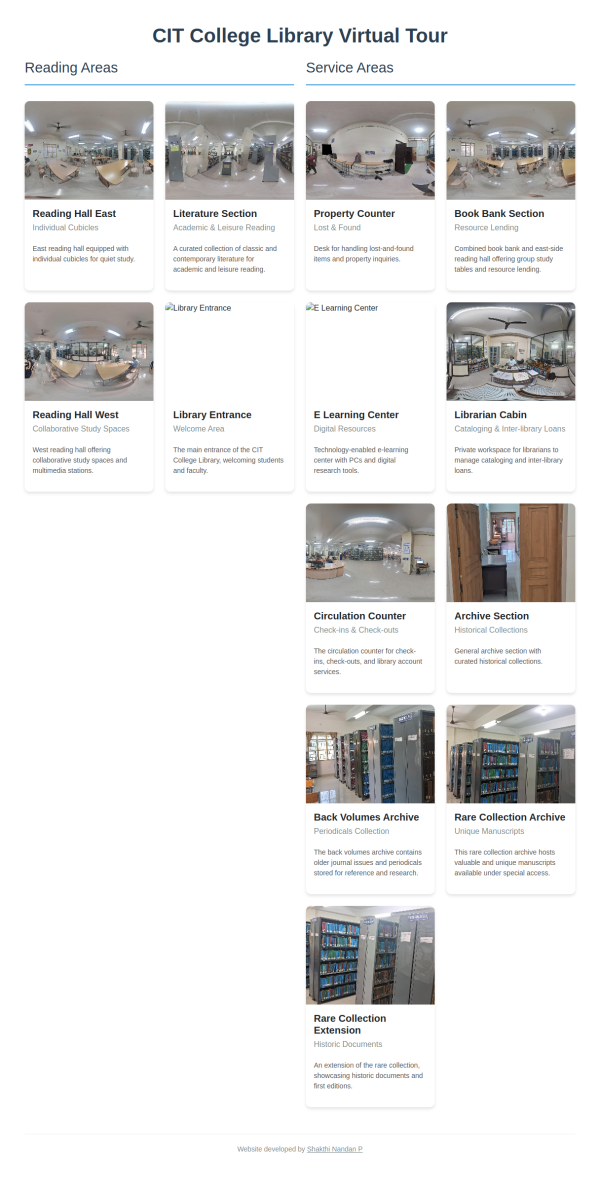 CIT College Library Virtual Tour
Reading Areas
Reading Hall East
Individual Cubicles
East reading hall equipped with
individual cubicles for quiet study.
Literature Section
Academic & Leisure Reading
A curated collection of classic and
contemporary literature for
academic and leisure reading.
Reading Hall West
Collaborative Study Spaces
West reading hall offering
collaborative study spaces and
multimedia stations.
Library Entrance
Library Entrance
Welcome Area
The main entrance of the CIT
College Library, welcoming students
and faculty.
Service Areas
Property Counter
Lost & Found
Desk for handling lost-and-found
items and property inquiries.
Book Bank Section
Resource Lending
Combined book bank and east-side
reading hall offering group study
tables and resource lending.
E Learning Center
E Learning Center
Digital Resources
Technology-enabled e-learning
center with PCs and digital
research tools.
Librarian Cabin
Cataloging & Inter-library Loans
Private workspace for librarians to
manage cataloging and inter-library
loans.
Circulation Counter
Check-ins & Check-outs
The circulation counter for check-
ins, check-outs, and library account
services.
Archive Section
Historical Collections
General archive section with
curated historical collections.
Back Volumes Archive
Periodicals Collection
The back volumes archive contains
older journal issues and periodicals
stored for reference and research.
Rare Collection Archive
Unique Manuscripts
This rare collection archive hosts
valuable and unique manuscripts
available under special access.
Rare Collection
Extension
Historic Documents
An extension of the rare collection,
showcasing historic documents and
first editions.
Website developed by Shakthi Nandan P